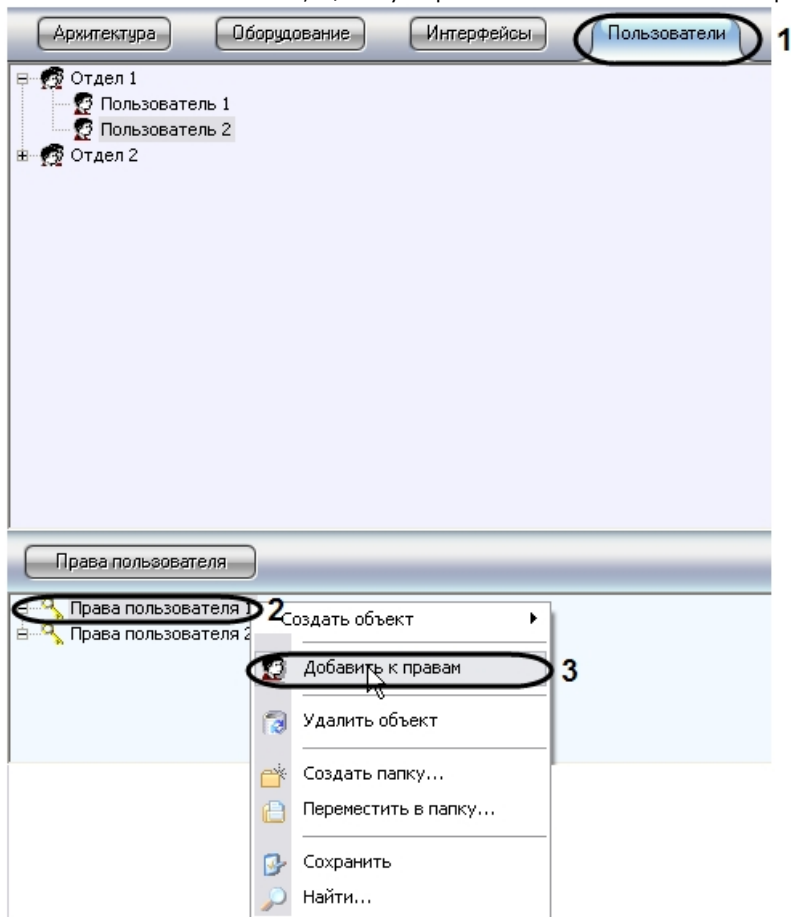 Архитектура Оборудование Интерфейсы Пользователи 1
Отдел 1
Пользователь 1
Пользователь 2
Отдел 2
Права пользователя
Права пользователя 1 2
Права пользователя 2
Создать объект
Добавить к правам 3
Удалить объект
Создать папку...
Переместить в папку...
Сохранить
Найти...